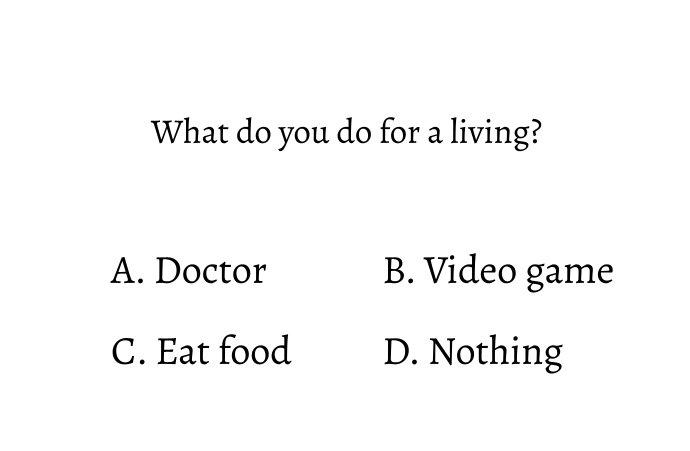 What do you do for a living?
A. Doctor B. Video game
C. Eat food D. Nothing